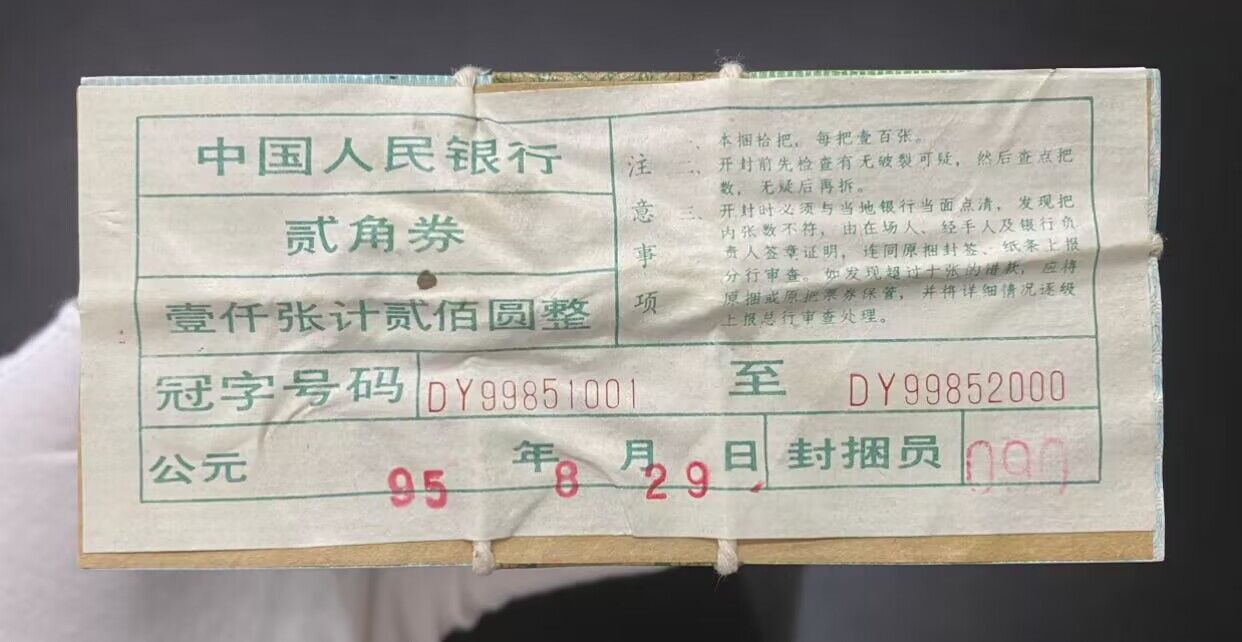 中国人民银行
贰角券
壹仟张计贰佰圆整
注意事项
一、本捆拾把，每把壹百张。
二、开封前先检查有无破裂可疑，然后查点把
数，无疑后再拆。
三、开封时必须与当地银行当面点清，发现把
内张数不符，由在场人、经手人及银行负
责人签章证明，连同原捆封签、纸条上报
分行审查。如发现超过十张的错款，应将
原捆或原把票券保管，并将详细情况逐级
上报总行审查处理。
冠字号码 DY99851001 至 DY99852000
公元 95 年 8 月 29 日 封捆员 090